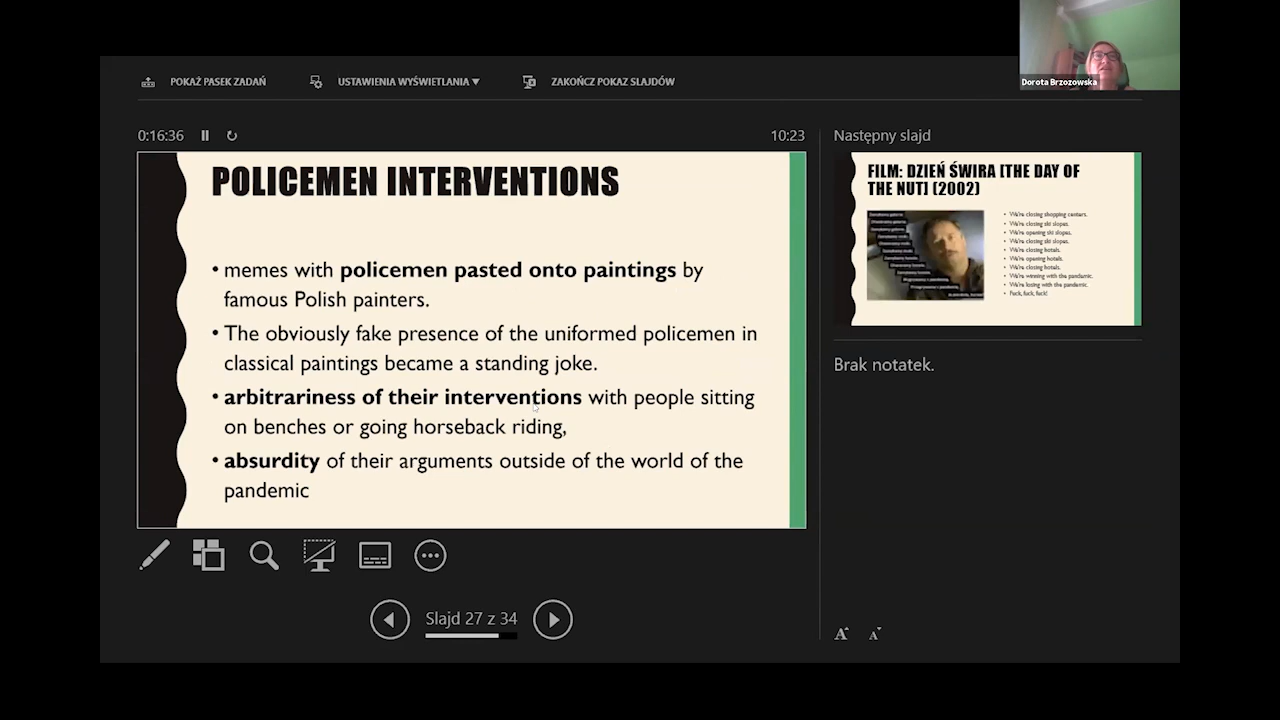 Dorota Brzozowska
POKAŻ PASEK ZADAŃ
USTAWIENIA WYŚWIETLANIA ▼
ZAKOŃCZ POKAZ SLAJDÓW
0:16:36
10:23
Następny slajd
POLICEMEN INTERVENTIONS
• memes with policemen pasted onto paintings by
famous Polish painters.
• The obviously fake presence of the uniformed policemen in
classical paintings became a standing joke.
• arbitrariness of their interventions with people sitting
on benches or going horseback riding,
• absurdity of their arguments outside of the world of the
pandemic
FILM: DZIEŃ ŚWIRA [THE DAY OF
THE NUT] (2002)
• We're closing shopping centers.
• We're closing ski slopes.
• We're opening ski slopes.
• We're closing ski slopes.
• We're closing hotels.
• We're opening hotels.
• We're closing hotels.
• We're winning with the pandemic.
• We're losing with the pandemic.
• Fuck, fuck, fuck!
Brak notatek.
Slajd 27 z 34
A A